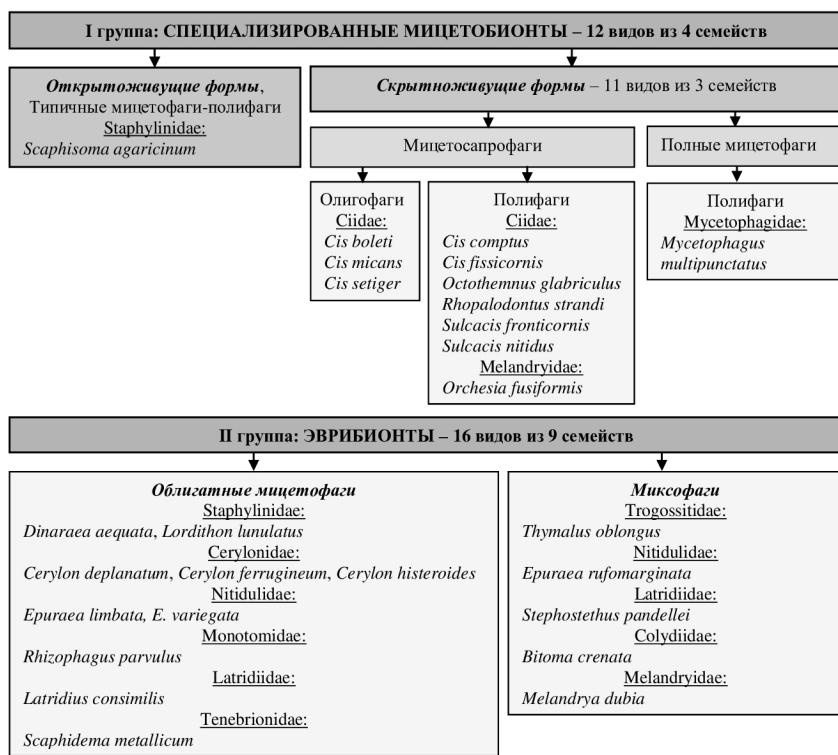 I группа: СПЕЦИАЛИЗИРОВАННЫЕ МИЦЕТОБИОНТЫ – 12 видов из 4 семейств
Открытоживущие формы,
Типичные мицетофаги-полифаги
Staphylinidae:
Scaphisoma agaricinum
Скрытноживущие формы – 11 видов из 3 семейств
Мицетосапрофаги
Полные мицетофаги
Олигофаги
Ciidae:
Cis boleti
Cis micans
Cis setiger
Полифаги
Ciidae:
Cis comptus
Cis fissicornis
Octothemnus glabriculus
Rhopalodontus strandi
Sulcacis fronticornis
Sulcacis nitidus
Melandryidae:
Orchesia fusiformis
Полифаги
Mycetophagidae:
Mycetophagus
multipunctatus
II группа: ЭВРИБИОНТЫ – 16 видов из 9 семейств
Облигатные мицетофаги
Staphylinidae:
Dinaraea aequata, Lordithon lunulatus
Cerylonidae:
Cerylon deplanatum, Cerylon ferrugineum, Cerylon histeroides
Nitidulidae:
Epuraea limbata, E. variegata
Monotomidae:
Rhizophagus parvulus
Latridiidae:
Latridius consimilis
Tenebrionidae:
Scaphidema metallicum
Миксофаги
Trogossitidae:
Thymalus oblongus
Nitidulidae:
Epuraea rufomarginata
Latridiidae:
Stephostethus pandellei
Colydiidae:
Bitoma crenata
Melandryidae:
Melandrya dubia